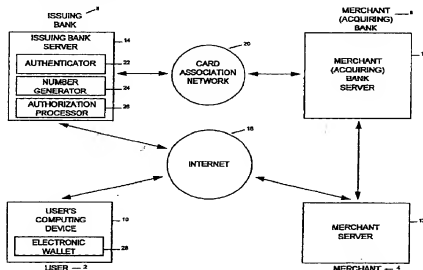 ISSUING
BANK
8
ISSUING BANK
SERVER
14
AUTHENTICATOR
22
NUMBER
GENERATOR
24
AUTHORIZATION
PROCESSOR
26
CARD
ASSOCIATION
NETWORK
20
MERCHANT
(ACQUIRING)
BANK
6
MERCHANT
(ACQUIRING)
BANK
SERVER
INTERNET
18
USER'S
COMPUTING
DEVICE
10
ELECTRONIC
WALLET
28
USER
2
MERCHANT
SERVER
MERCHANT
4